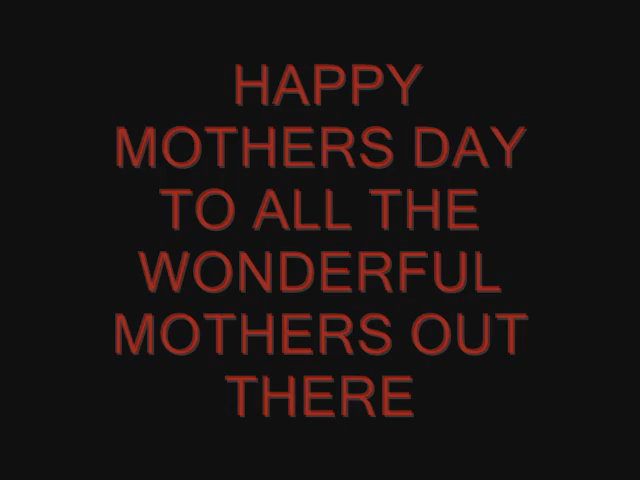 HAPPY
MOTHERS DAY
TO ALL THE
WONDERFUL
MOTHERS OUT
THERE